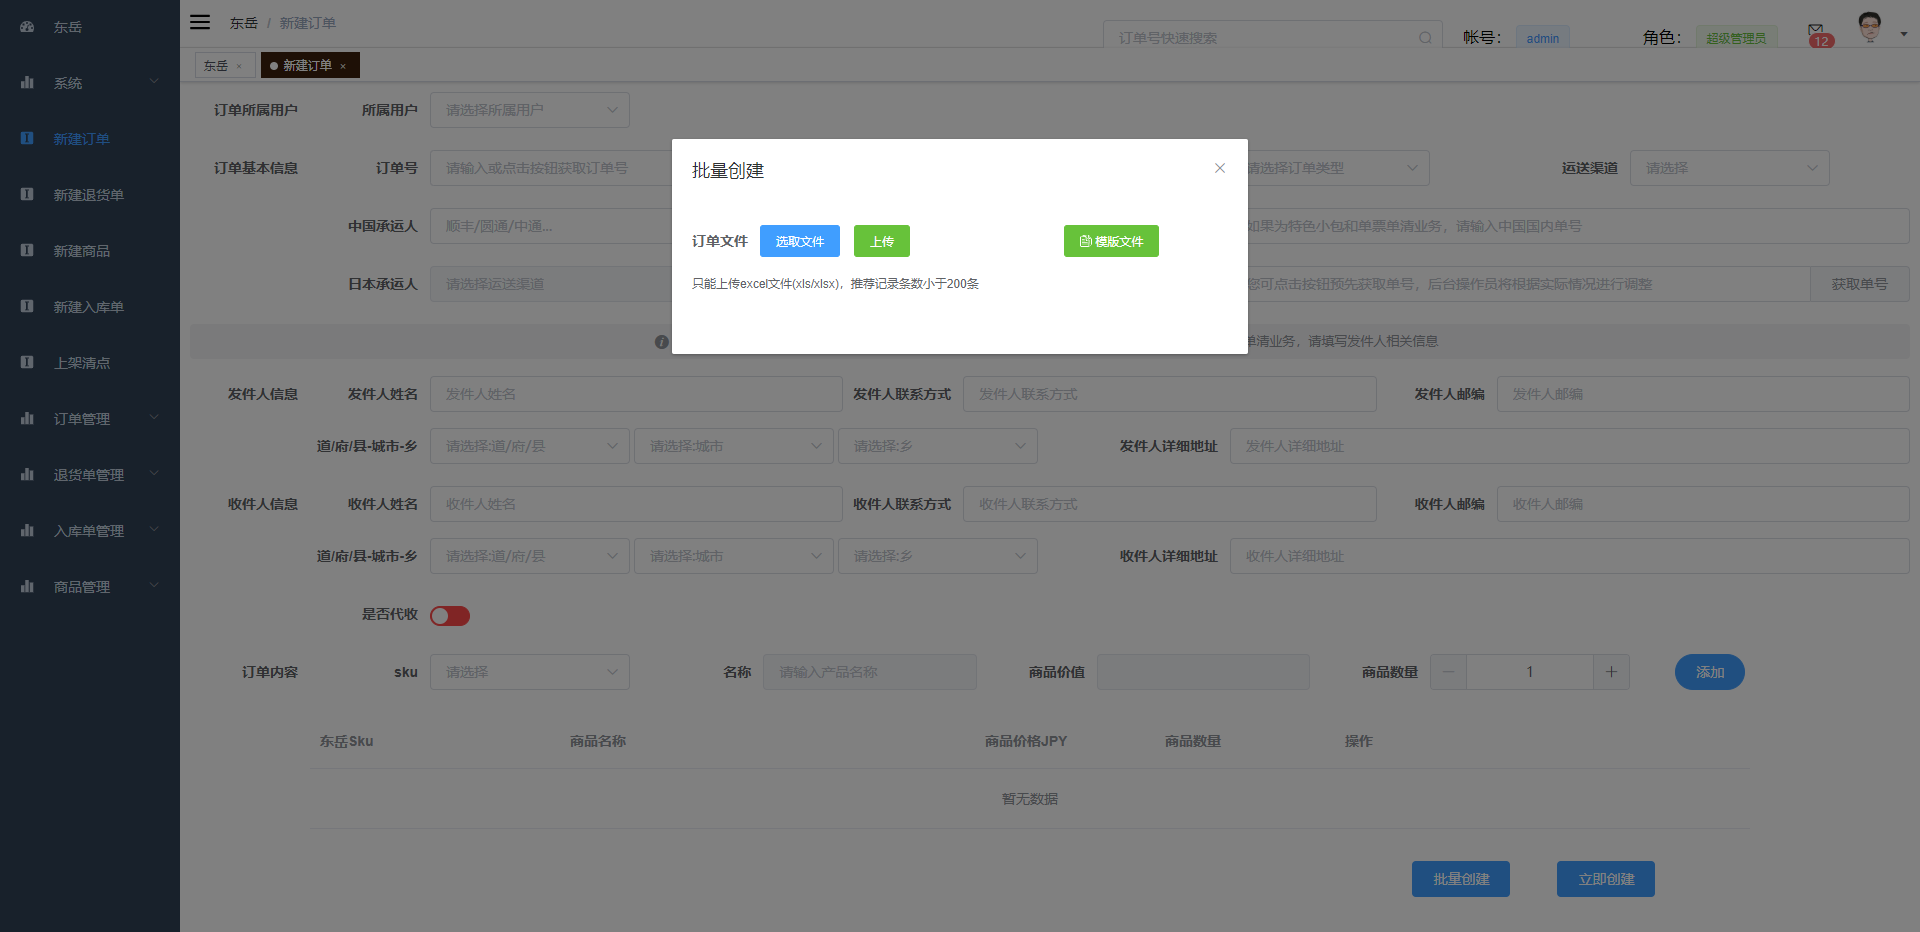 东岳
系统
新建订单
新建退货单
新建商品
新建入库单
上架清点
订单管理
退货单管理
入库单管理
商品管理
东岳 / 新建订单
订单号快速搜索
帐号： admin
角色： 超级管理员
12
东岳 ×
新建订单 ×
订单所属用户 所属用户 请选择所属用户
订单基本信息 订单号 请输入或点击按钮获取订单号 请选择订单类型 运送渠道 请选择
中国承运人 顺丰/圆通/中通... 如果为特色小包和单票单清业务，请输入中国国内单号
日本承运人 请选择运送渠道 您可点击按钮预先获取单号，后台操作员将根据实际情况进行调整 获取单号
单清业务，请填写发件人相关信息
批量创建
订单文件 选取文件 上传 模版文件
只能上传excel文件(xls/xlsx)，推荐记录条数小于200条
发件人信息 发件人姓名 发件人姓名 发件人联系方式 发件人联系方式 发件人邮编 发件人邮编
道/府/县-城市-乡 请选择:道/府/县 请选择:城市 请选择:乡 发件人详细地址 发件人详细地址
收件人信息 收件人姓名 收件人姓名 收件人联系方式 收件人联系方式 收件人邮编 收件人邮编
道/府/县-城市-乡 请选择:道/府/县 请选择:城市 请选择:乡 收件人详细地址 收件人详细地址
是否代收
订单内容 sku 请选择 名称 请输入产品名称 商品价值 商品数量 1 添加
东岳Sku 商品名称 商品价格JPY 商品数量 操作
暂无数据
批量创建 立即创建